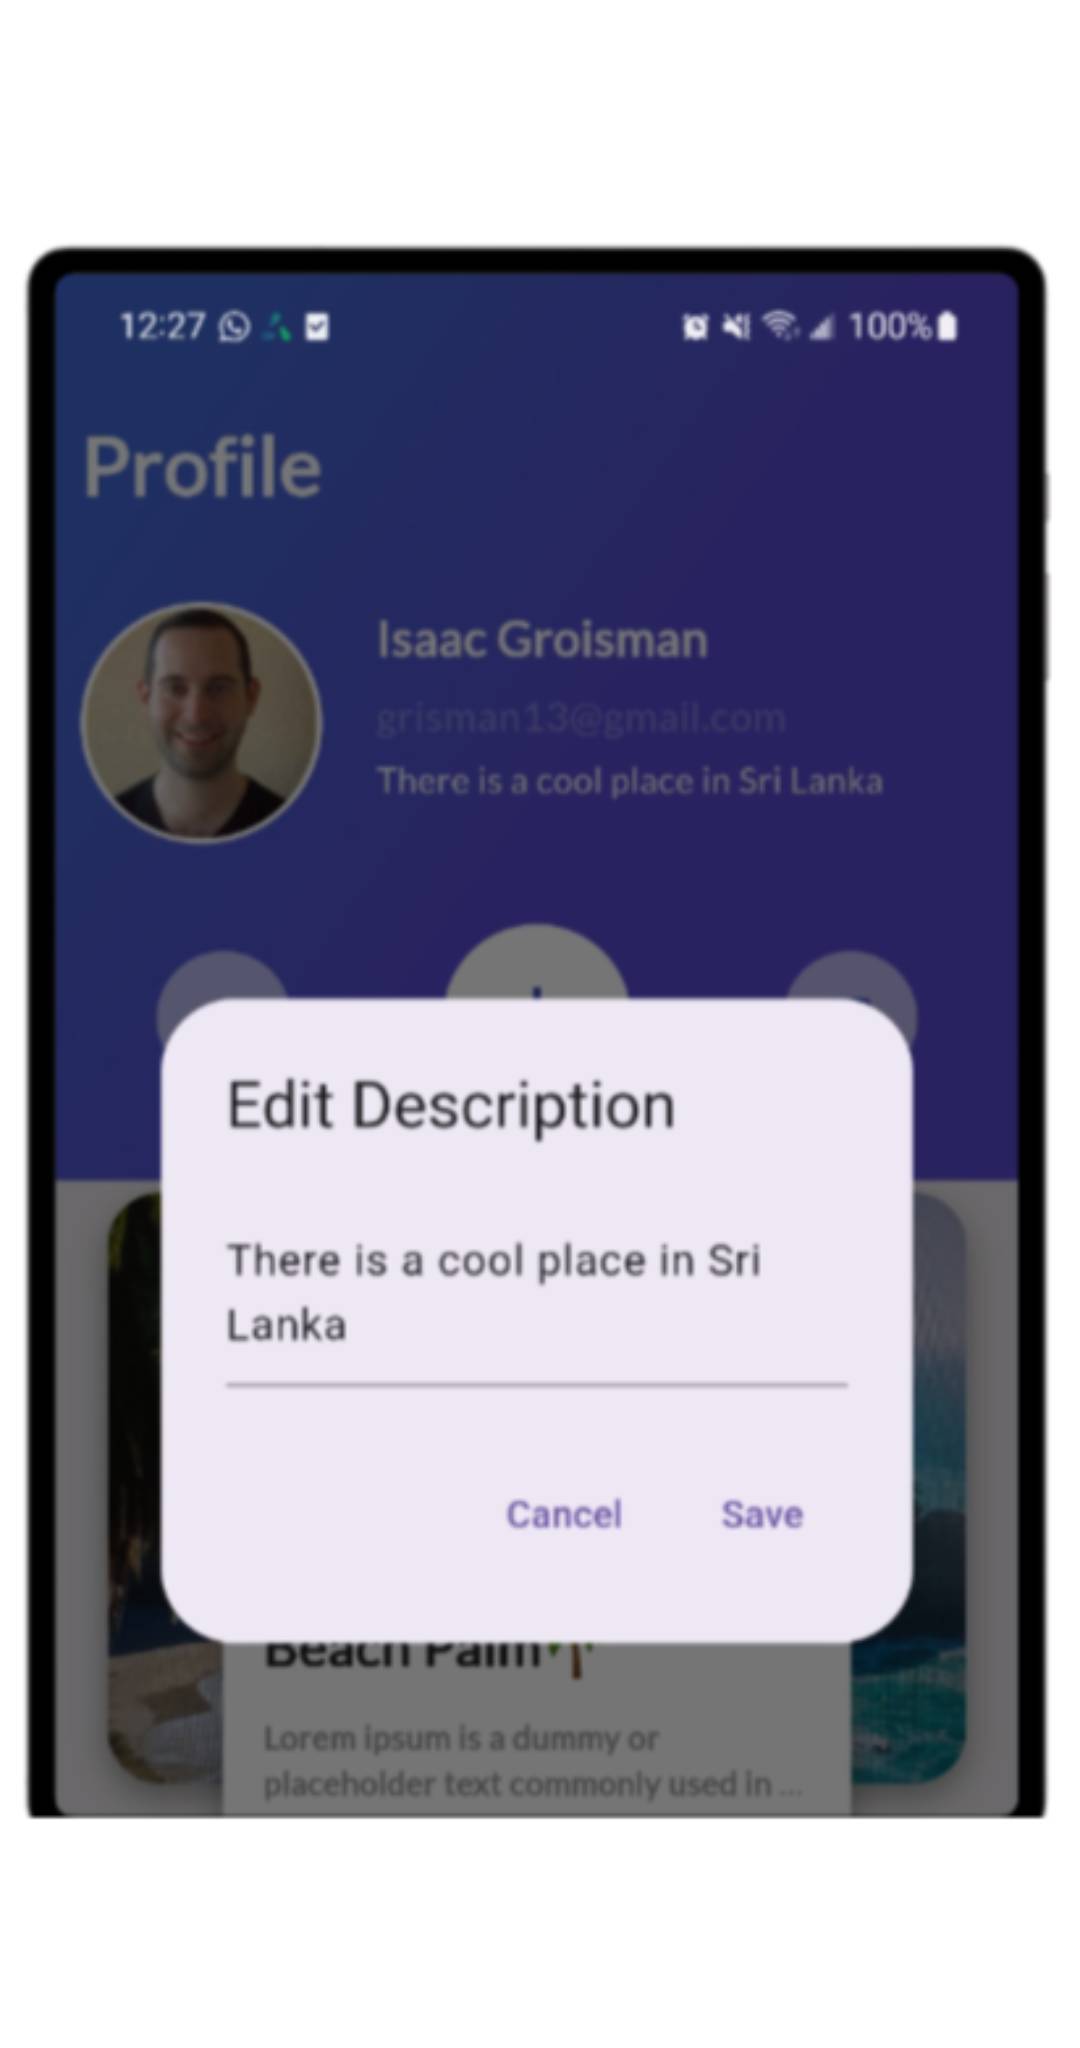 12:27
100%
Profile
Isaac Groisman
grisman13@gmail.com
There is a cool place in Sri Lanka
Edit Description
There is a cool place in Sri
Lanka
Cancel
Save
Beach Palm🌴
Lorem ipsum is a dummy or
placeholder text commonly used in ...